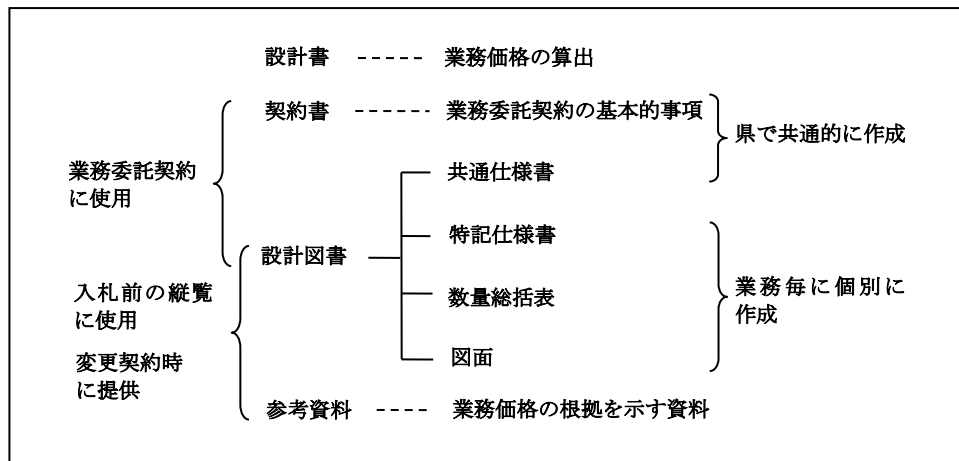 設計書
業務価格の算出
契約書
業務委託契約の基本的事項
県で共通的に作成
業務委託契約
に使用
共通仕様書
特記仕様書
設計図書
入札前の縦覧
に使用
数量総括表
業務毎に個別に
作成
変更契約時
に提供
図面
参考資料
業務価格の根拠を示す資料